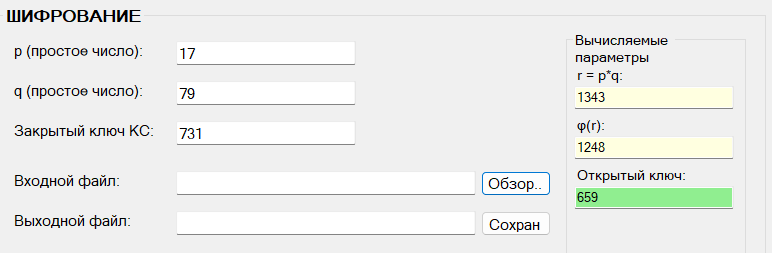 ШИФРОВАНИЕ
p (простое число):
17
q (простое число):
79
Закрытый ключ КС:
731
Входной файл:
Обзор..
Выходной файл:
Сохран
Вычисляемые
параметры
r = p*q:
1343
φ(r):
1248
Открытый ключ:
659